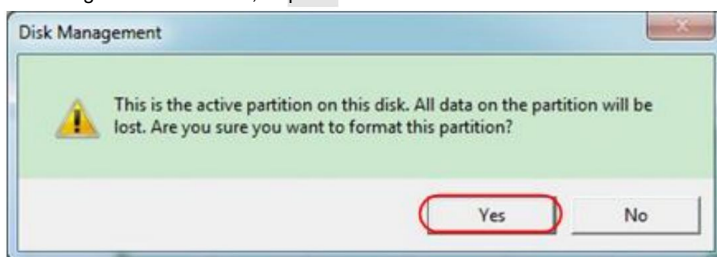 Disk Management
This is the active partition on this disk. All data on the partition will be
lost. Are you sure you want to format this partition?
Yes
No